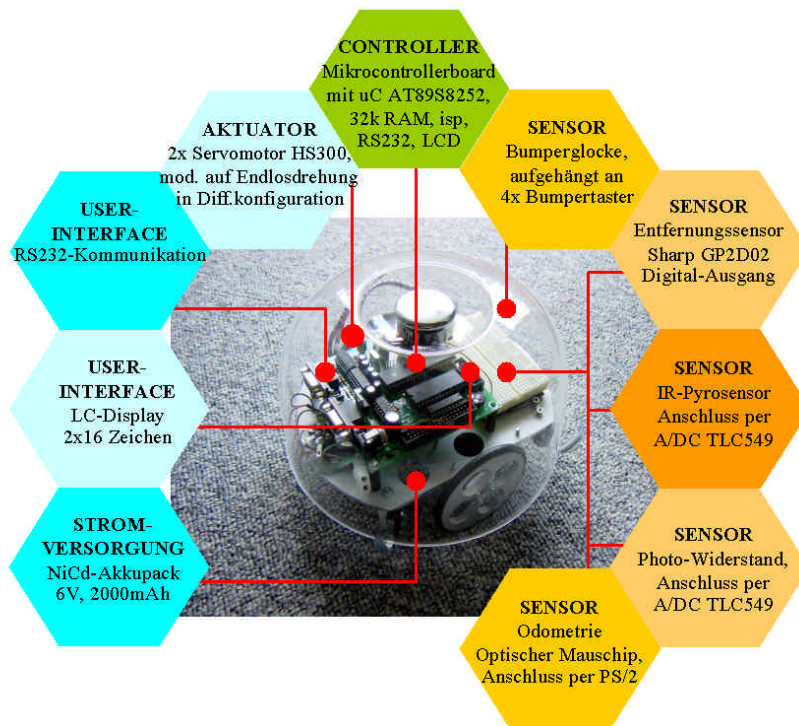 CONTROLLER
Mikrocontrollerboard
mit uC AT89S8252,
32k RAM, isp,
RS232, LCD
AKTUATOR
2x Servomotor HS300,
mod. auf Endlosdrehung
in Diff.konfiguration
SENSOR
Bumperglocke,
aufgehängt an
4x Bumpertaster
USER-
INTERFACE
RS232-Kommunikation
SENSOR
Entfernungssensor
Sharp GP2D02
Digital-Ausgang
USER-
INTERFACE
LC-Display
2x16 Zeichen
SENSOR
IR-Pyrosensor
Anschluss per
A/DC TLC549
STROM-
VERSORGUNG
NiCd-Akkupack
6V, 2000mAh
SENSOR
Photo-Widerstand,
Anschluss per
A/DC TLC549
SENSOR
Odometrie
Optischer Mauschip,
Anschluss per PS/2